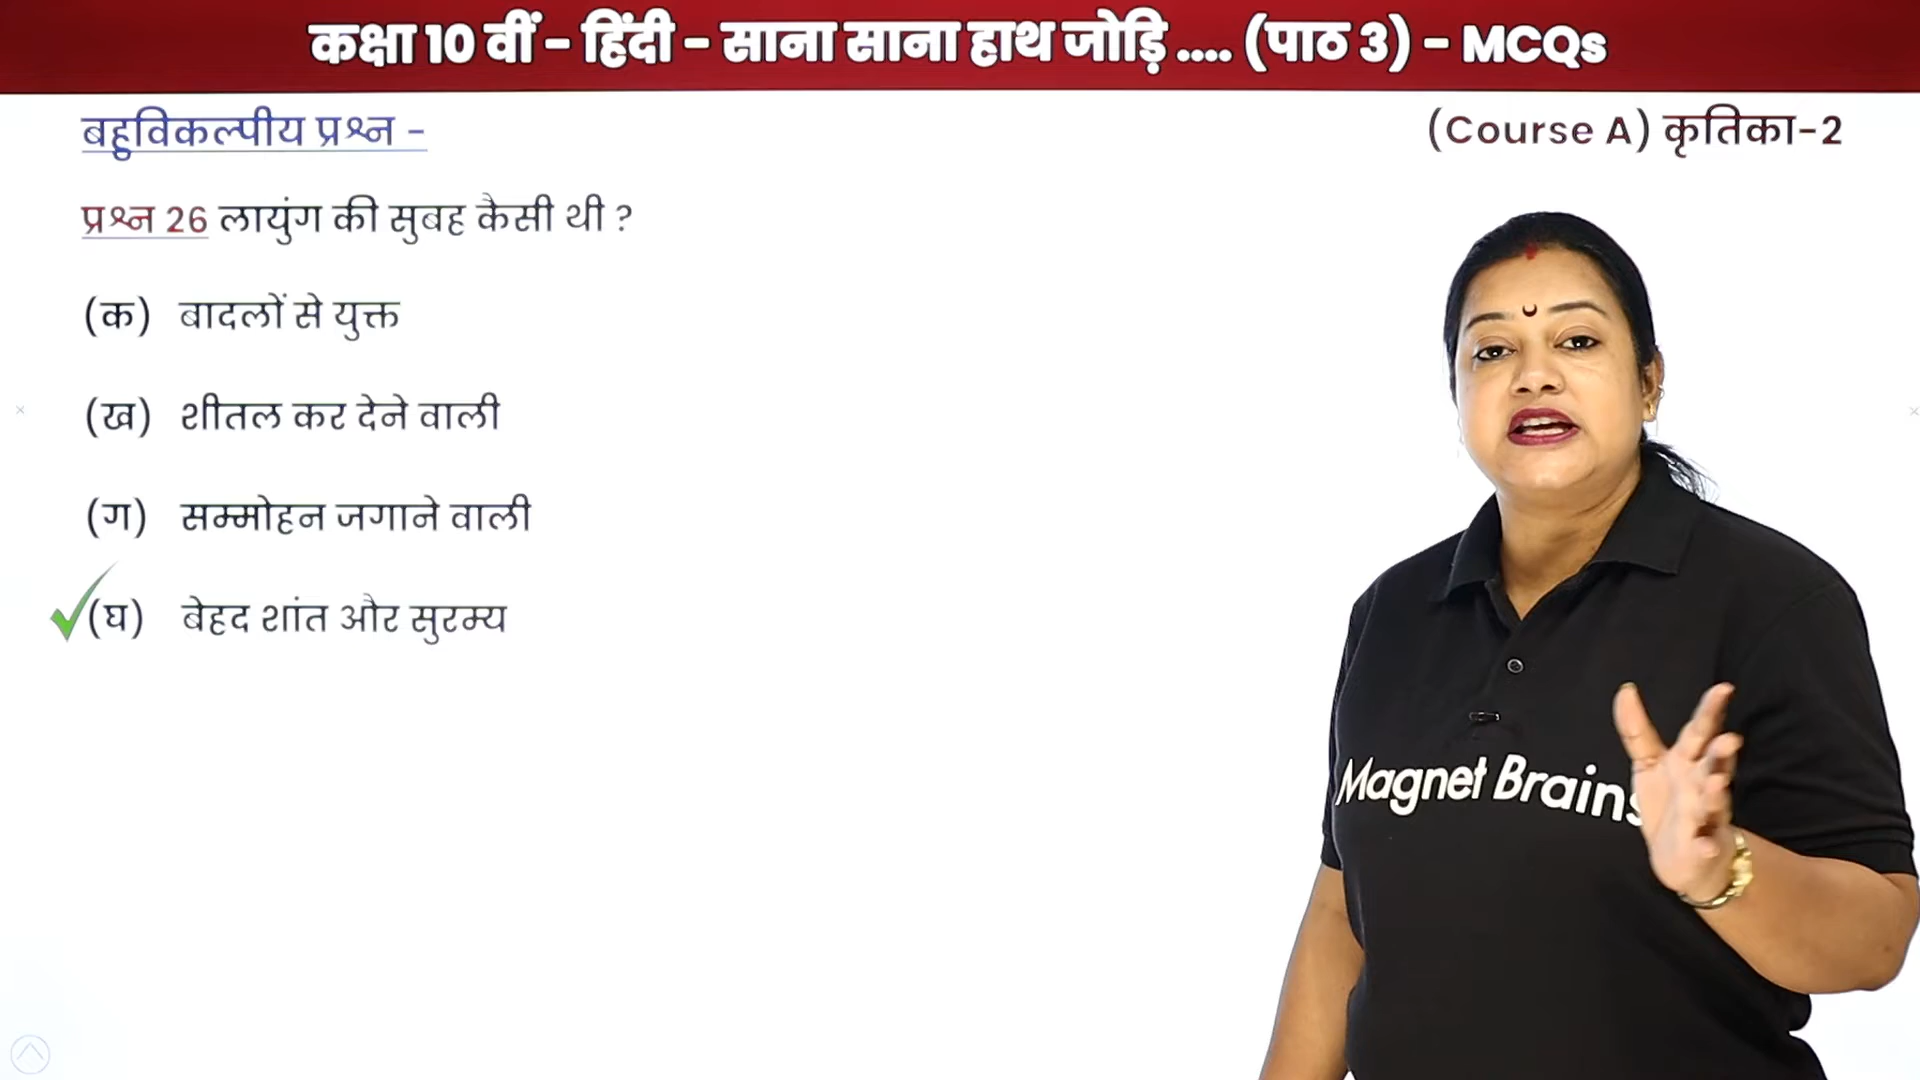 कक्षा 10 वीं - हिंदी - साना साना हाथ जोड़ि .... (पाठ 3) - MCQs
बहुविकल्पीय प्रश्न -
(Course A) कृतिका-2
प्रश्न 26 लायुंग की सुबह कैसी थी ?
(क) बादलों से युक्त
(ख) शीतल कर देने वाली
(ग) सम्मोहन जगाने वाली
(घ) बेहद शांत और सुरम्य
Magnet Brains